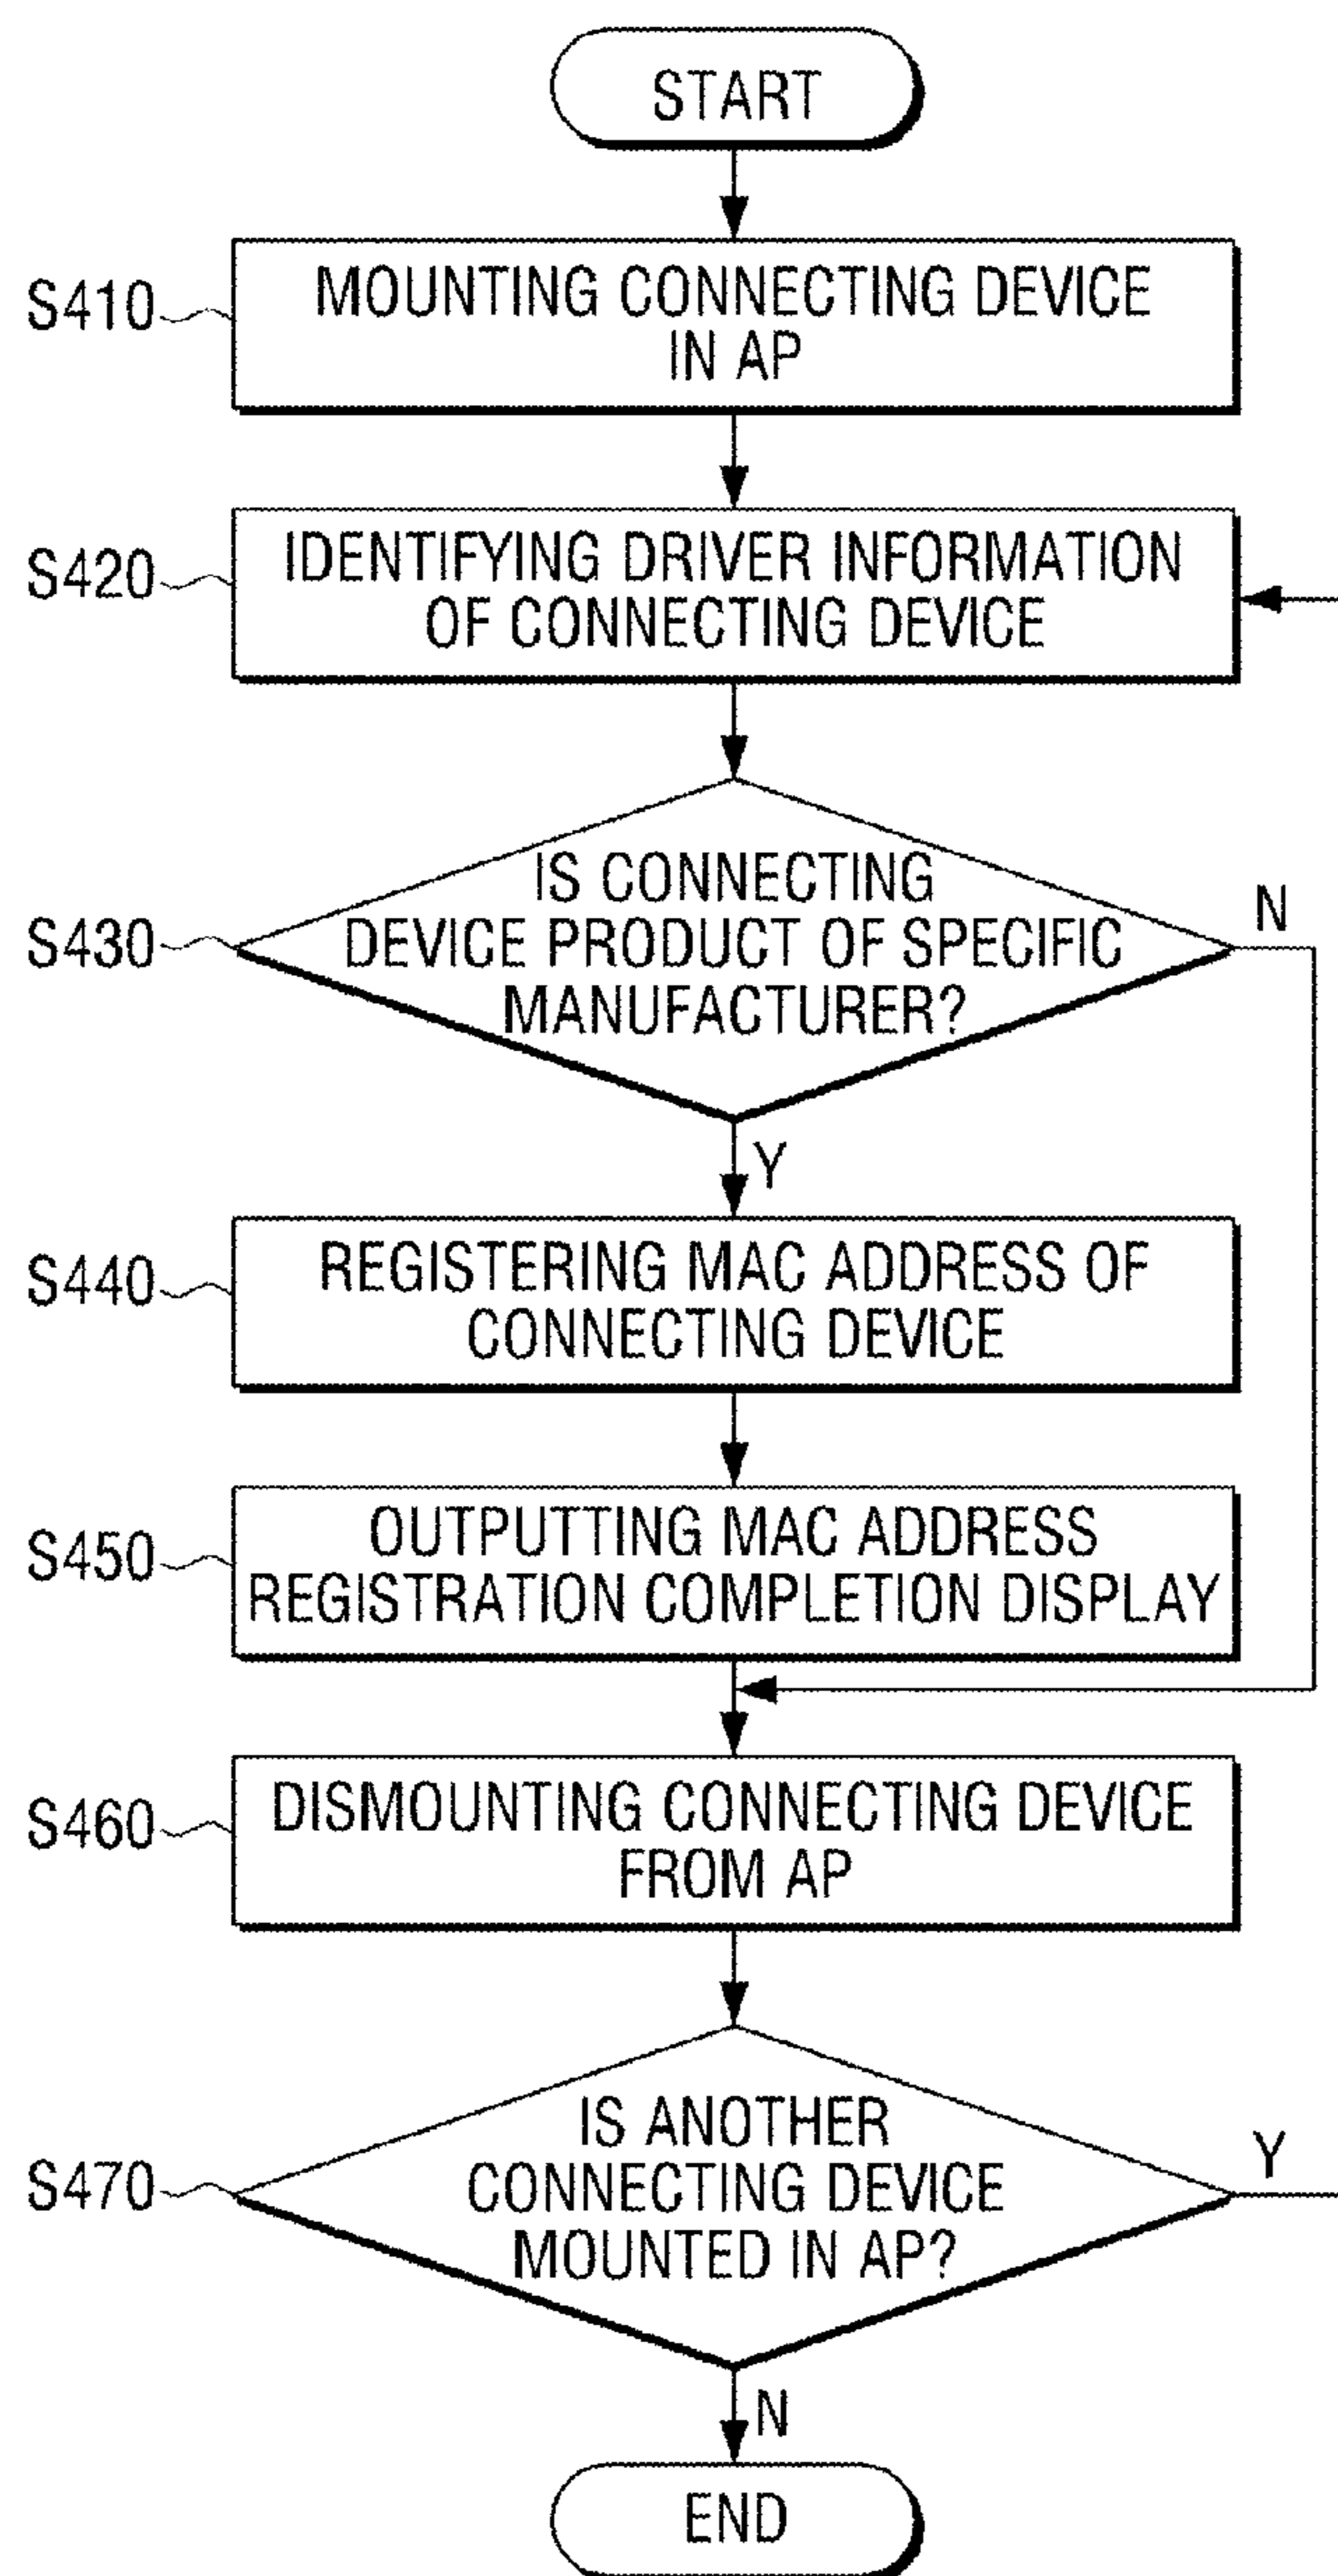 START
S410
MOUNTING CONNECTING DEVICE
IN AP
S420
IDENTIFYING DRIVER INFORMATION
OF CONNECTING DEVICE
S430
IS CONNECTING
DEVICE PRODUCT OF SPECIFIC
MANUFACTURER?
N
Y
S440
REGISTERING MAC ADDRESS OF
CONNECTING DEVICE
S450
OUTPUTTING MAC ADDRESS
REGISTRATION COMPLETION DISPLAY
S460
DISMOUNTING CONNECTING DEVICE
FROM AP
S470
IS ANOTHER
CONNECTING DEVICE
MOUNTED IN AP?
Y
N
END